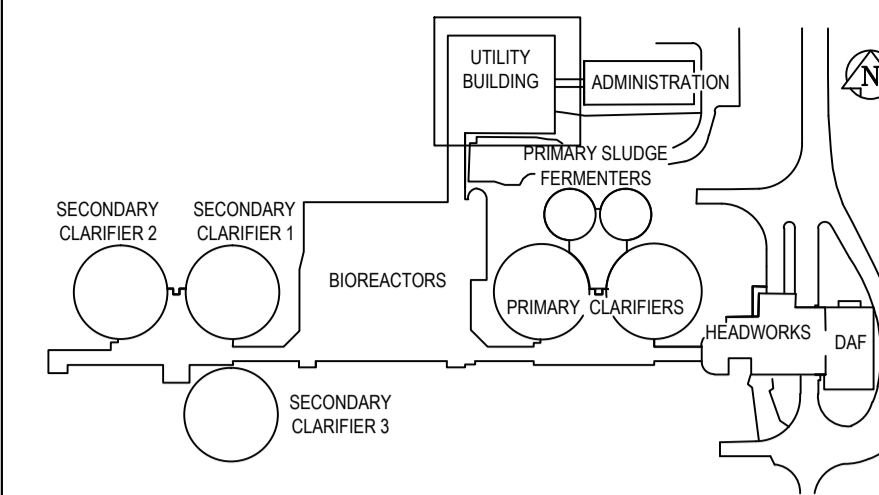 UTILITY
BUILDING
ADMINISTRATION
N
PRIMARY SLUDGE
FERMENTERS
SECONDARY
CLARIFIER 2
SECONDARY
CLARIFIER 1
BIOREACTORS
PRIMARY CLARIFIERS
HEADWORKS
DAF
SECONDARY
CLARIFIER 3